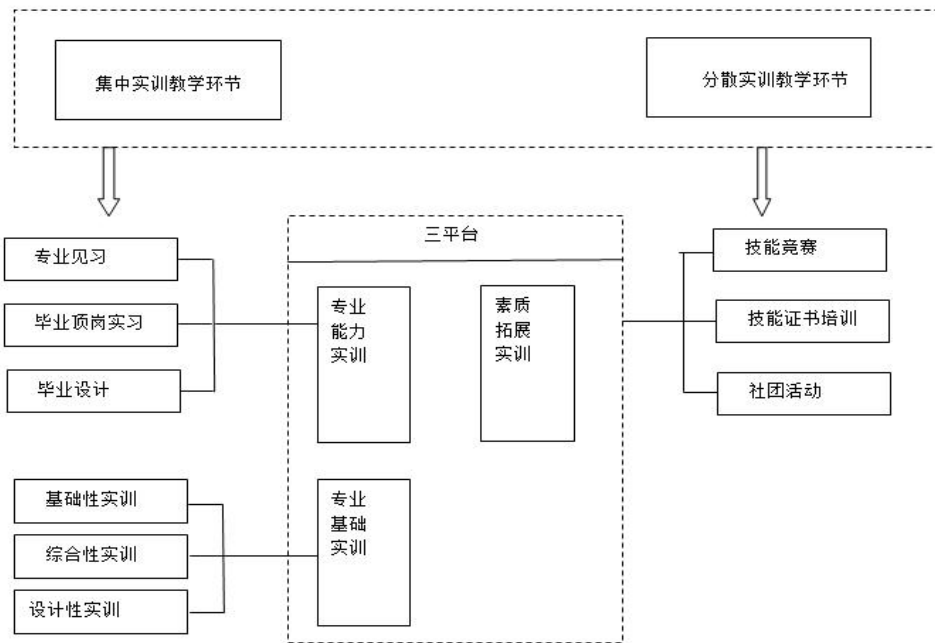 集中实训教学环节
分散实训教学环节
三平台
专业见习
毕业顶岗实习
毕业设计
专业
能力
实训
素质
拓展
实训
技能竞赛
技能证书培训
社团活动
基础性实训
综合性实训
设计性实训
专业
基础
实训